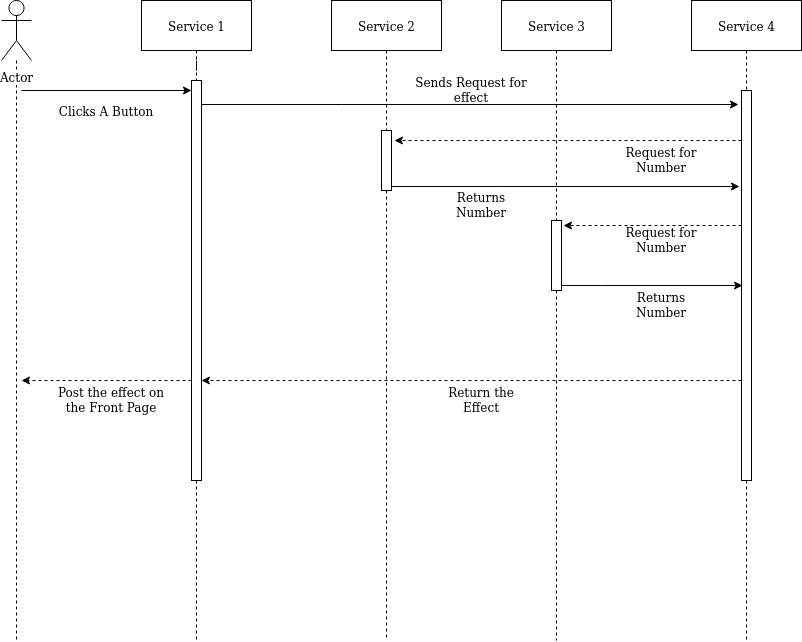 Service 1
Service 2
Service 3
Service 4
Actor
Sends Request for
effect
Clicks A Button
Request for
Number
Returns
Number
Request for
Number
Returns
Number
Post the effect on
the Front Page
Return the
Effect